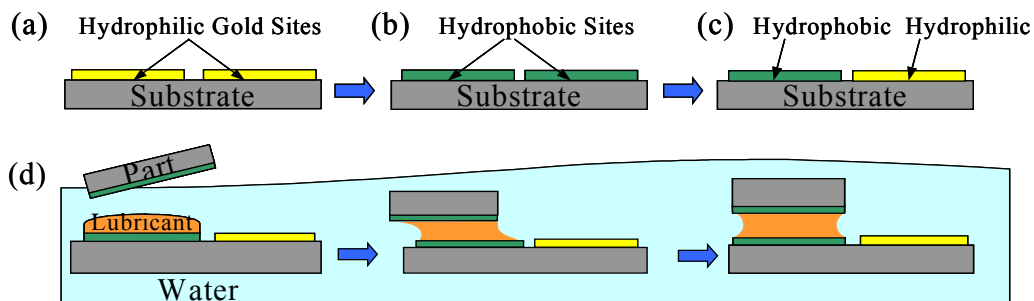 (a)
Hydrophilic Gold Sites
Substrate
(b)
Hydrophobic Sites
Substrate
(c)
Hydrophobic
Hydrophilic
Substrate
(d)
Part
Lubricant
Water